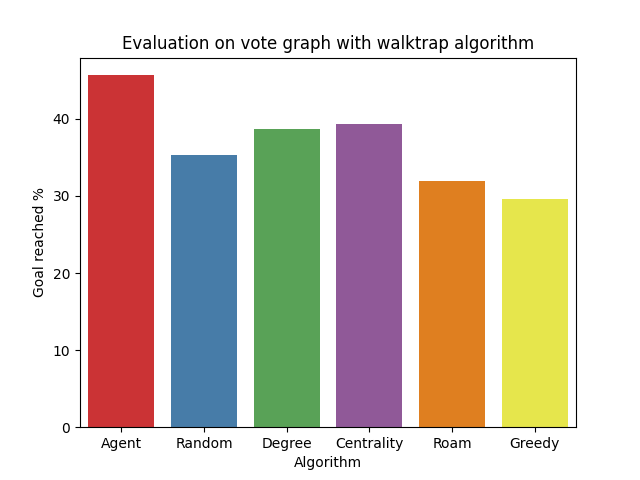 Evaluation on vote graph with walktrap algorithm
Goal reached %
40
30
20
10
0
Agent Random Degree Centrality Roam Greedy
Algorithm